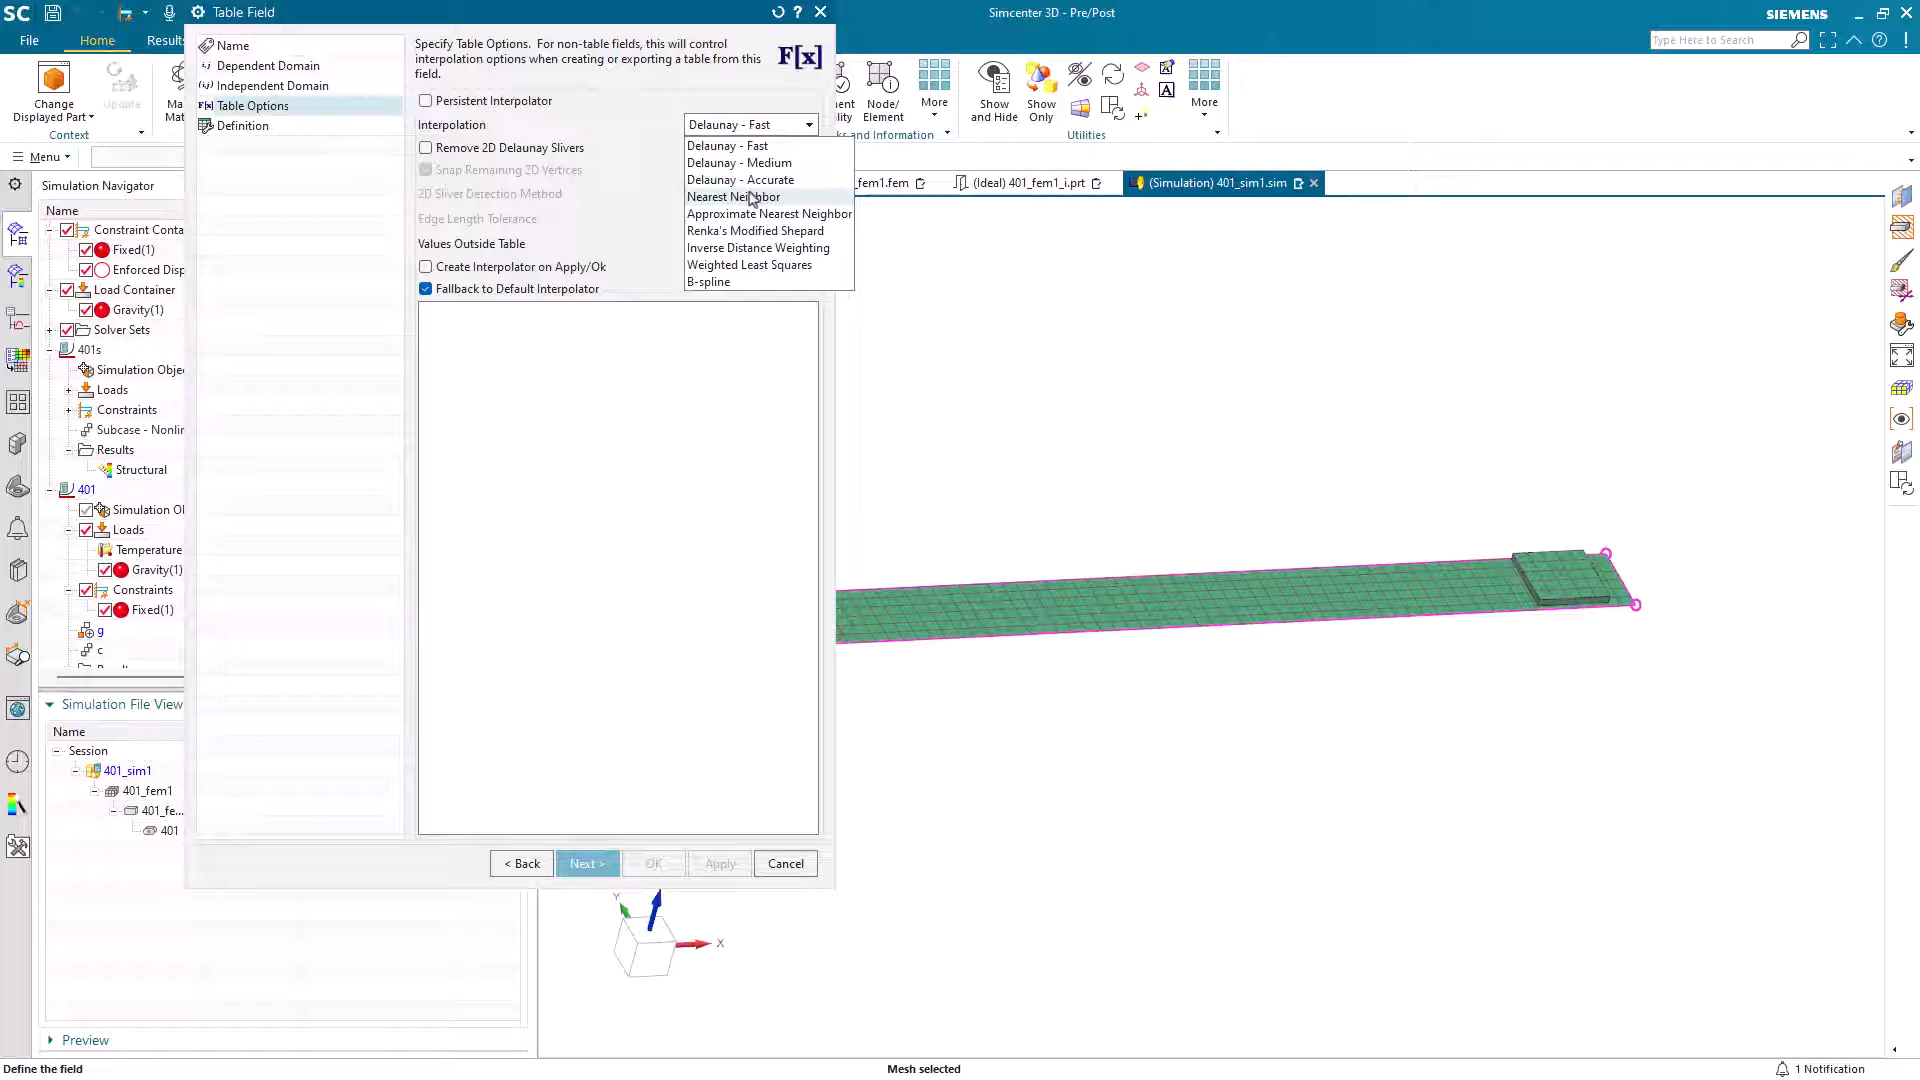 SC
Table Field
Simcenter 3D - Pre/Post
SIEMENS
File
Home
Results
Type Here to Search
Change
Displayed Part
Update
Context
Menu
Node/
Element
More
Show
and Hide
Show
Only
More
ks and Information
Utilities
Name
Dependent Domain
Independent Domain
Table Options
Definition
Specify Table Options. For non-table fields, this will control
interpolation options when creating or exporting a table from this
field.
F[x]
Persistent Interpolator
Interpolation
Delaunay - Fast
Remove 2D Delaunay Slivers
Snap Remaining 2D Vertices
2D Sliver Detection Method
Edge Length Tolerance
Values Outside Table
Create Interpolator on Apply/Ok
Fallback to Default Interpolator
Delaunay - Fast
Delaunay - Medium
Delaunay - Accurate
Nearest Neighbor
Approximate Nearest Neighbor
Renka's Modified Shepard
Inverse Distance Weighting
Weighted Least Squares
B-spline
< Back
Next >
OK
Apply
Cancel
_fem1.fem
(Ideal) 401_fem1_i.prt
(Simulation) 401_sim1.sim
Simulation Navigator
Name
Constraint Conta
Fixed(1)
Enforced Disp
Load Container
Gravity(1)
Solver Sets
401s
Simulation Obje
Loads
Constraints
Subcase - Nonlin
Results
Structural
401
Simulation Ol
Loads
Temperature
Gravity(1)
Constraints
Fixed(1)
g
c
Simulation File View
Name
Session
401_sim1
401_fem1
401_fe...
401
Preview
Y
X
Define the field
Mesh selected
1 Notification